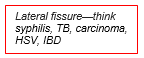 Lateral fissure—think
syphilis, TB, carcinoma,
HSV, IBD